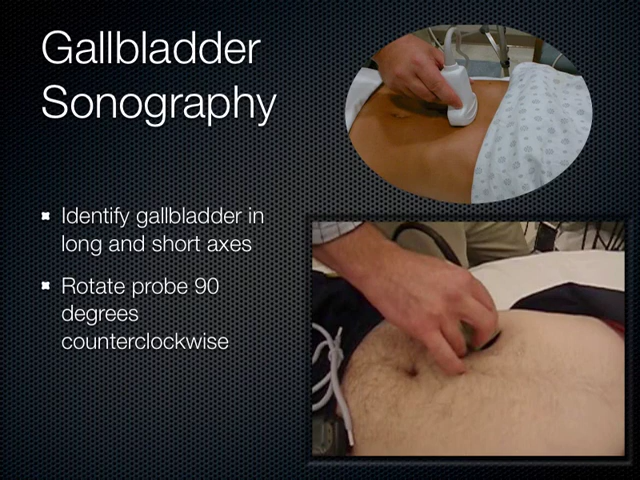 Gallbladder
Sonography
Identify gallbladder in
long and short axes
Rotate probe 90
degrees
counterclockwise